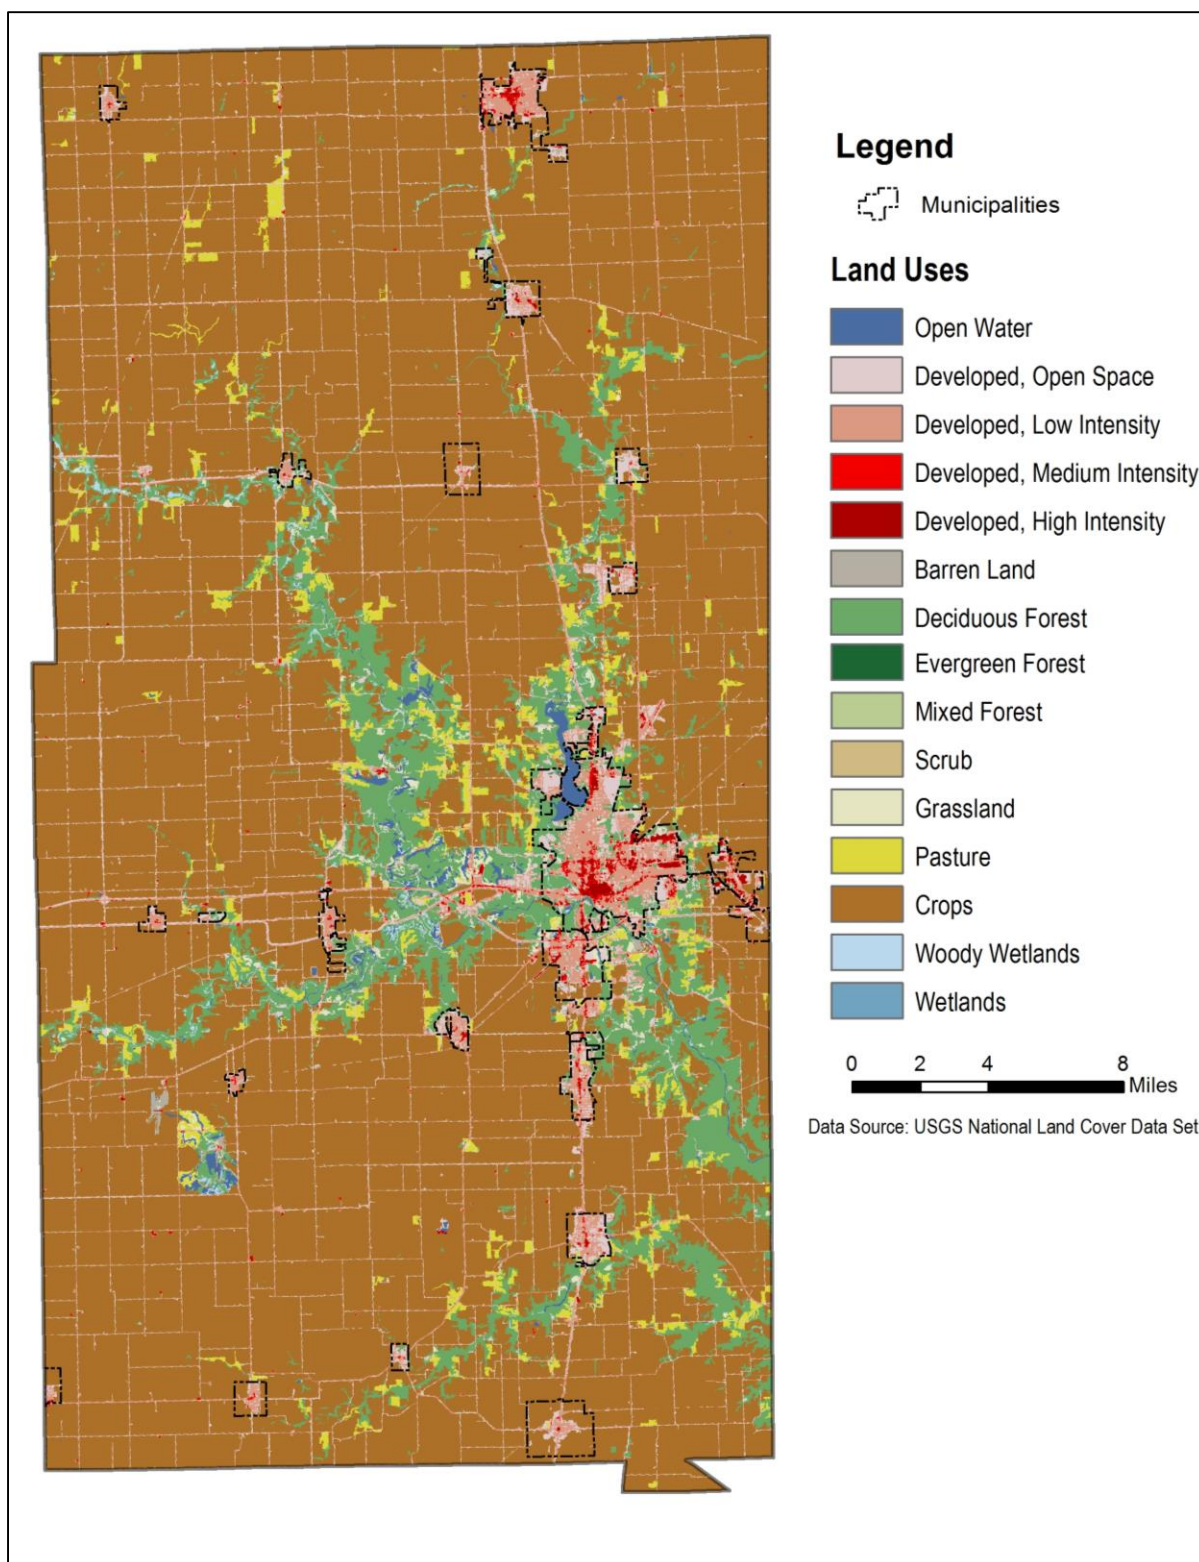 Legend
Municipalities
Land Uses
Open Water
Developed, Open Space
Developed, Low Intensity
Developed, Medium Intensity
Developed, High Intensity
Barren Land
Deciduous Forest
Evergreen Forest
Mixed Forest
Scrub
Grassland
Pasture
Crops
Woody Wetlands
Wetlands
0 2 4 8
Miles
Data Source: USGS National Land Cover Data Set